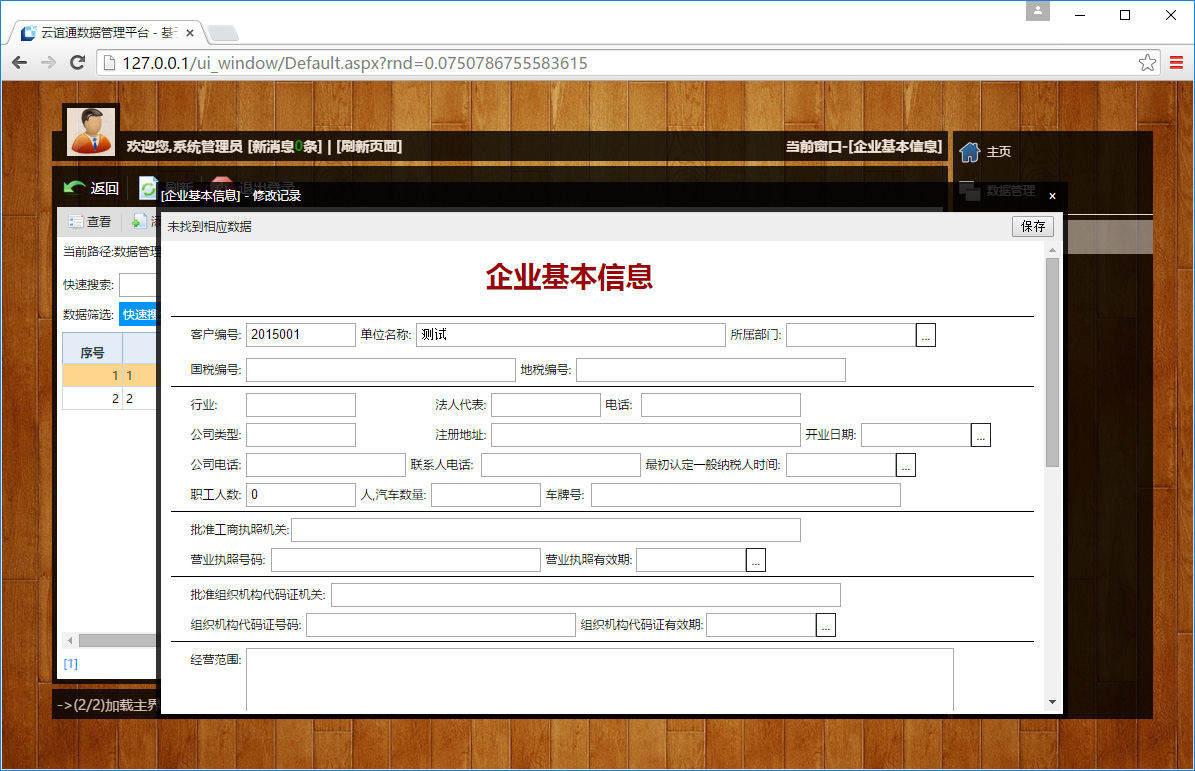 云谊通数据管理平台 - 基于
127.0.0.1/ui_window/Default.aspx?rnd=0.0750786755583615
欢迎您,系统管理员 [新消息0条] | [刷新页面]
当前窗口-[企业基本信息]
主页
数据管理
返回
刷新
退出登录
[企业基本信息] - 修改记录
×
查看
未找到相应数据
保存
当前路径:数据管理
快速搜索:
数据筛选:
快速搜
序号
1 1
2 2
[1]
->(2/2)加载主界
企业基本信息
客户编号: 2015001 单位名称: 测试 所属部门: ...
国税编号: 地税编号:
行业: 法人代表: 电话:
公司类型: 注册地址: 开业日期: ...
公司电话: 联系人电话: 最初认定一般纳税人时间: ...
职工人数: 0 人,汽车数量: 车牌号:
批准工商执照机关:
营业执照号码: 营业执照有效期: ...
批准组织机构代码证机关:
组织机构代码证号码: 组织机构代码证有效期: ...
经营范围: